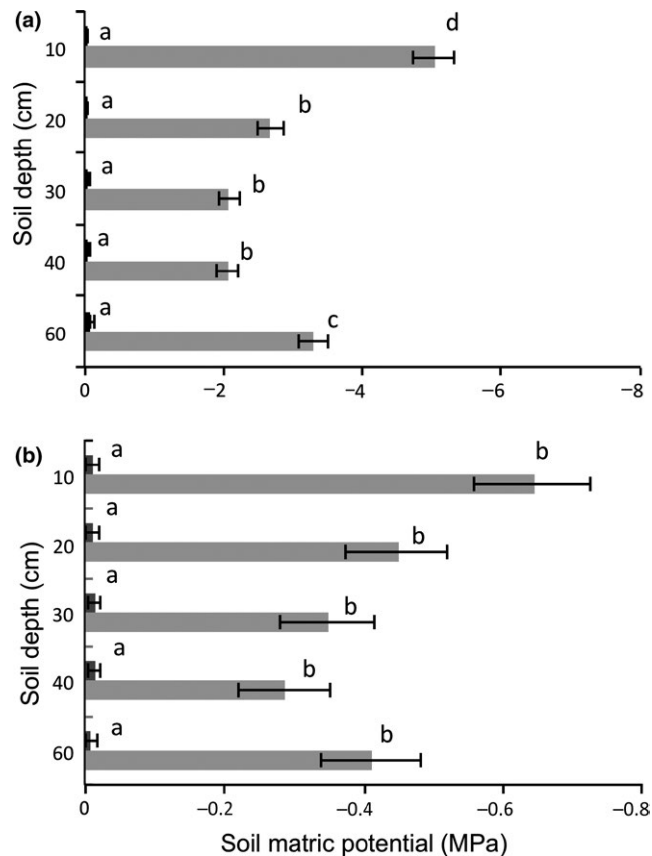 (a)
a
d
10
a
b
20
a
b
30
a
b
40
a
c
60
Soil depth (cm)
0 −2 −4 −6 −8
(b)
a
b
10
a
b
20
a
b
30
a
b
40
a
b
60
Soil depth (cm)
0 −0.2 −0.4 −0.6 −0.8
Soil matric potential (MPa)